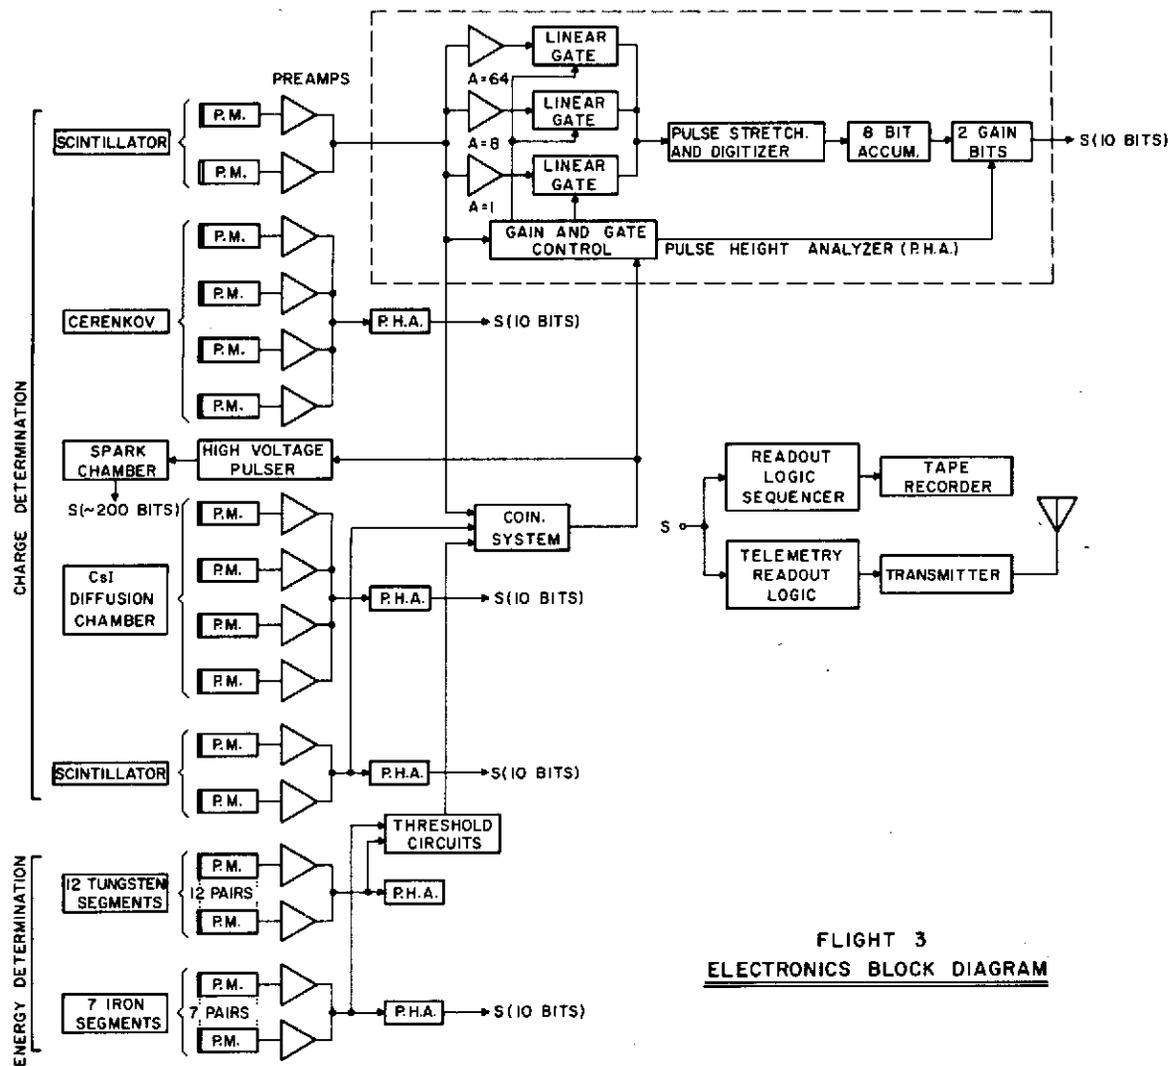 PREAMPS
LINEAR
GATE
A=64
LINEAR
GATE
A=8
LINEAR
GATE
A=1
PULSE STRETCH.
AND DIGITIZER
8 BIT
ACCUM.
2 GAIN
BITS
S(10 BITS)
GAIN AND GATE
CONTROL
PULSE HEIGHT ANALYZER (P.H.A.)
CHARGE DETERMINATION
SCINTILLATOR
P.M.
P.M.
CERENKOV
P.M.
P.M.
P.M.
P.M.
P.H.A.
S(10 BITS)
SPARK
CHAMBER
HIGH VOLTAGE
PULSER
S(~200 BITS)
CsI
DIFFUSION
CHAMBER
P.M.
P.M.
P.M.
P.M.
P.H.A.
S(10 BITS)
COIN.
SYSTEM
SCINTILLATOR
P.M.
P.M.
P.H.A.
S(10 BITS)
THRESHOLD
CIRCUITS
ENERGY DETERMINATION
12 TUNGSTEN
SEGMENTS
P.M.
12 PAIRS
P.M.
P.H.A.
7 IRON
SEGMENTS
P.M.
7 PAIRS
P.M.
P.H.A.
S(10 BITS)
S
READOUT
LOGIC
SEQUENCER
TAPE
RECORDER
TELEMETRY
READOUT
LOGIC
TRANSMITTER
FLIGHT 3
ELECTRONICS BLOCK DIAGRAM